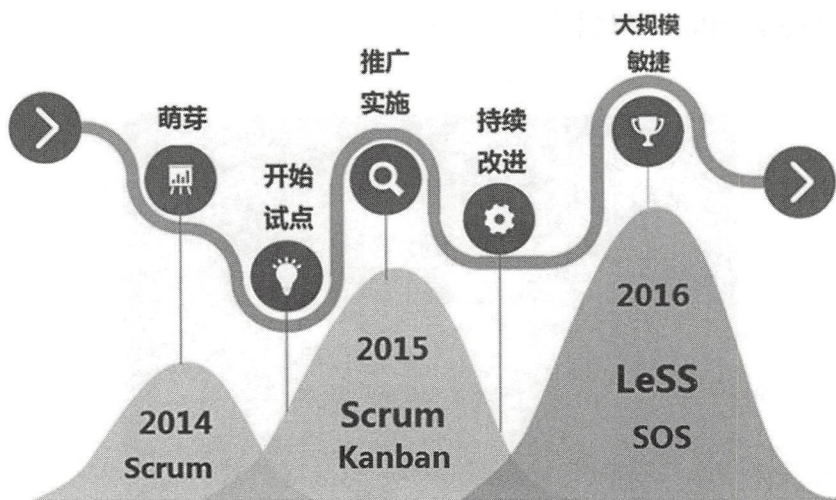 萌芽
开始
试点
推广
实施
持续
改进
大规模
敏捷
2014
Scrum
2015
Scrum
Kanban
2016
LeSS
SOS